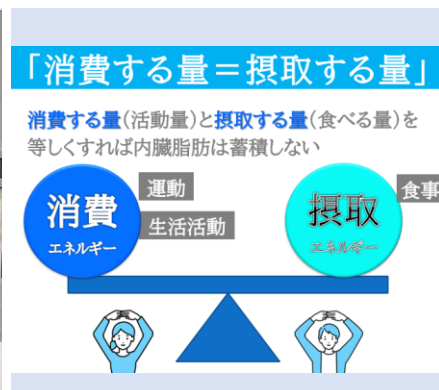 「消費する量＝摂取する量」
消費する量(活動量)と摂取する量(食べる量)を
等しくすれば内臓脂肪は蓄積しない
消費
エネルギー
運動
生活活動
摂取
エネルギー
食事